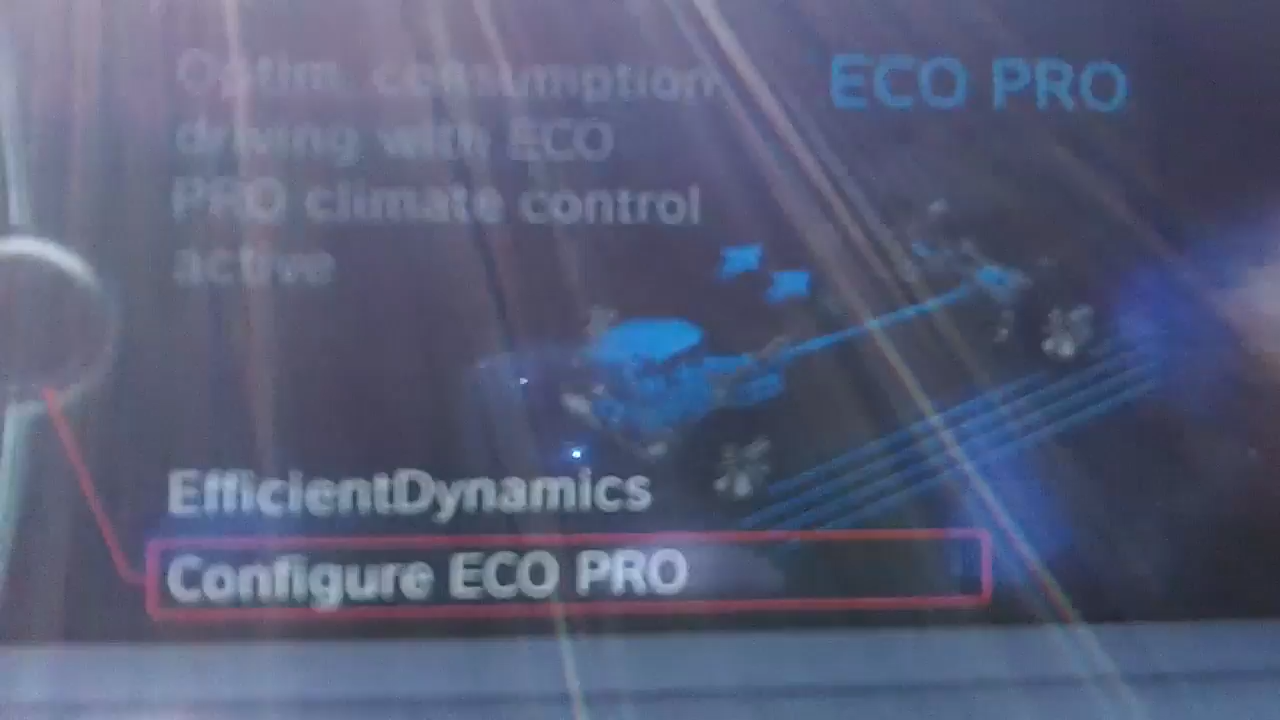 Optim. consumption
ECO PRO
driving with ECO
PRO climate control
active
EfficientDynamics
Configure ECO PRO